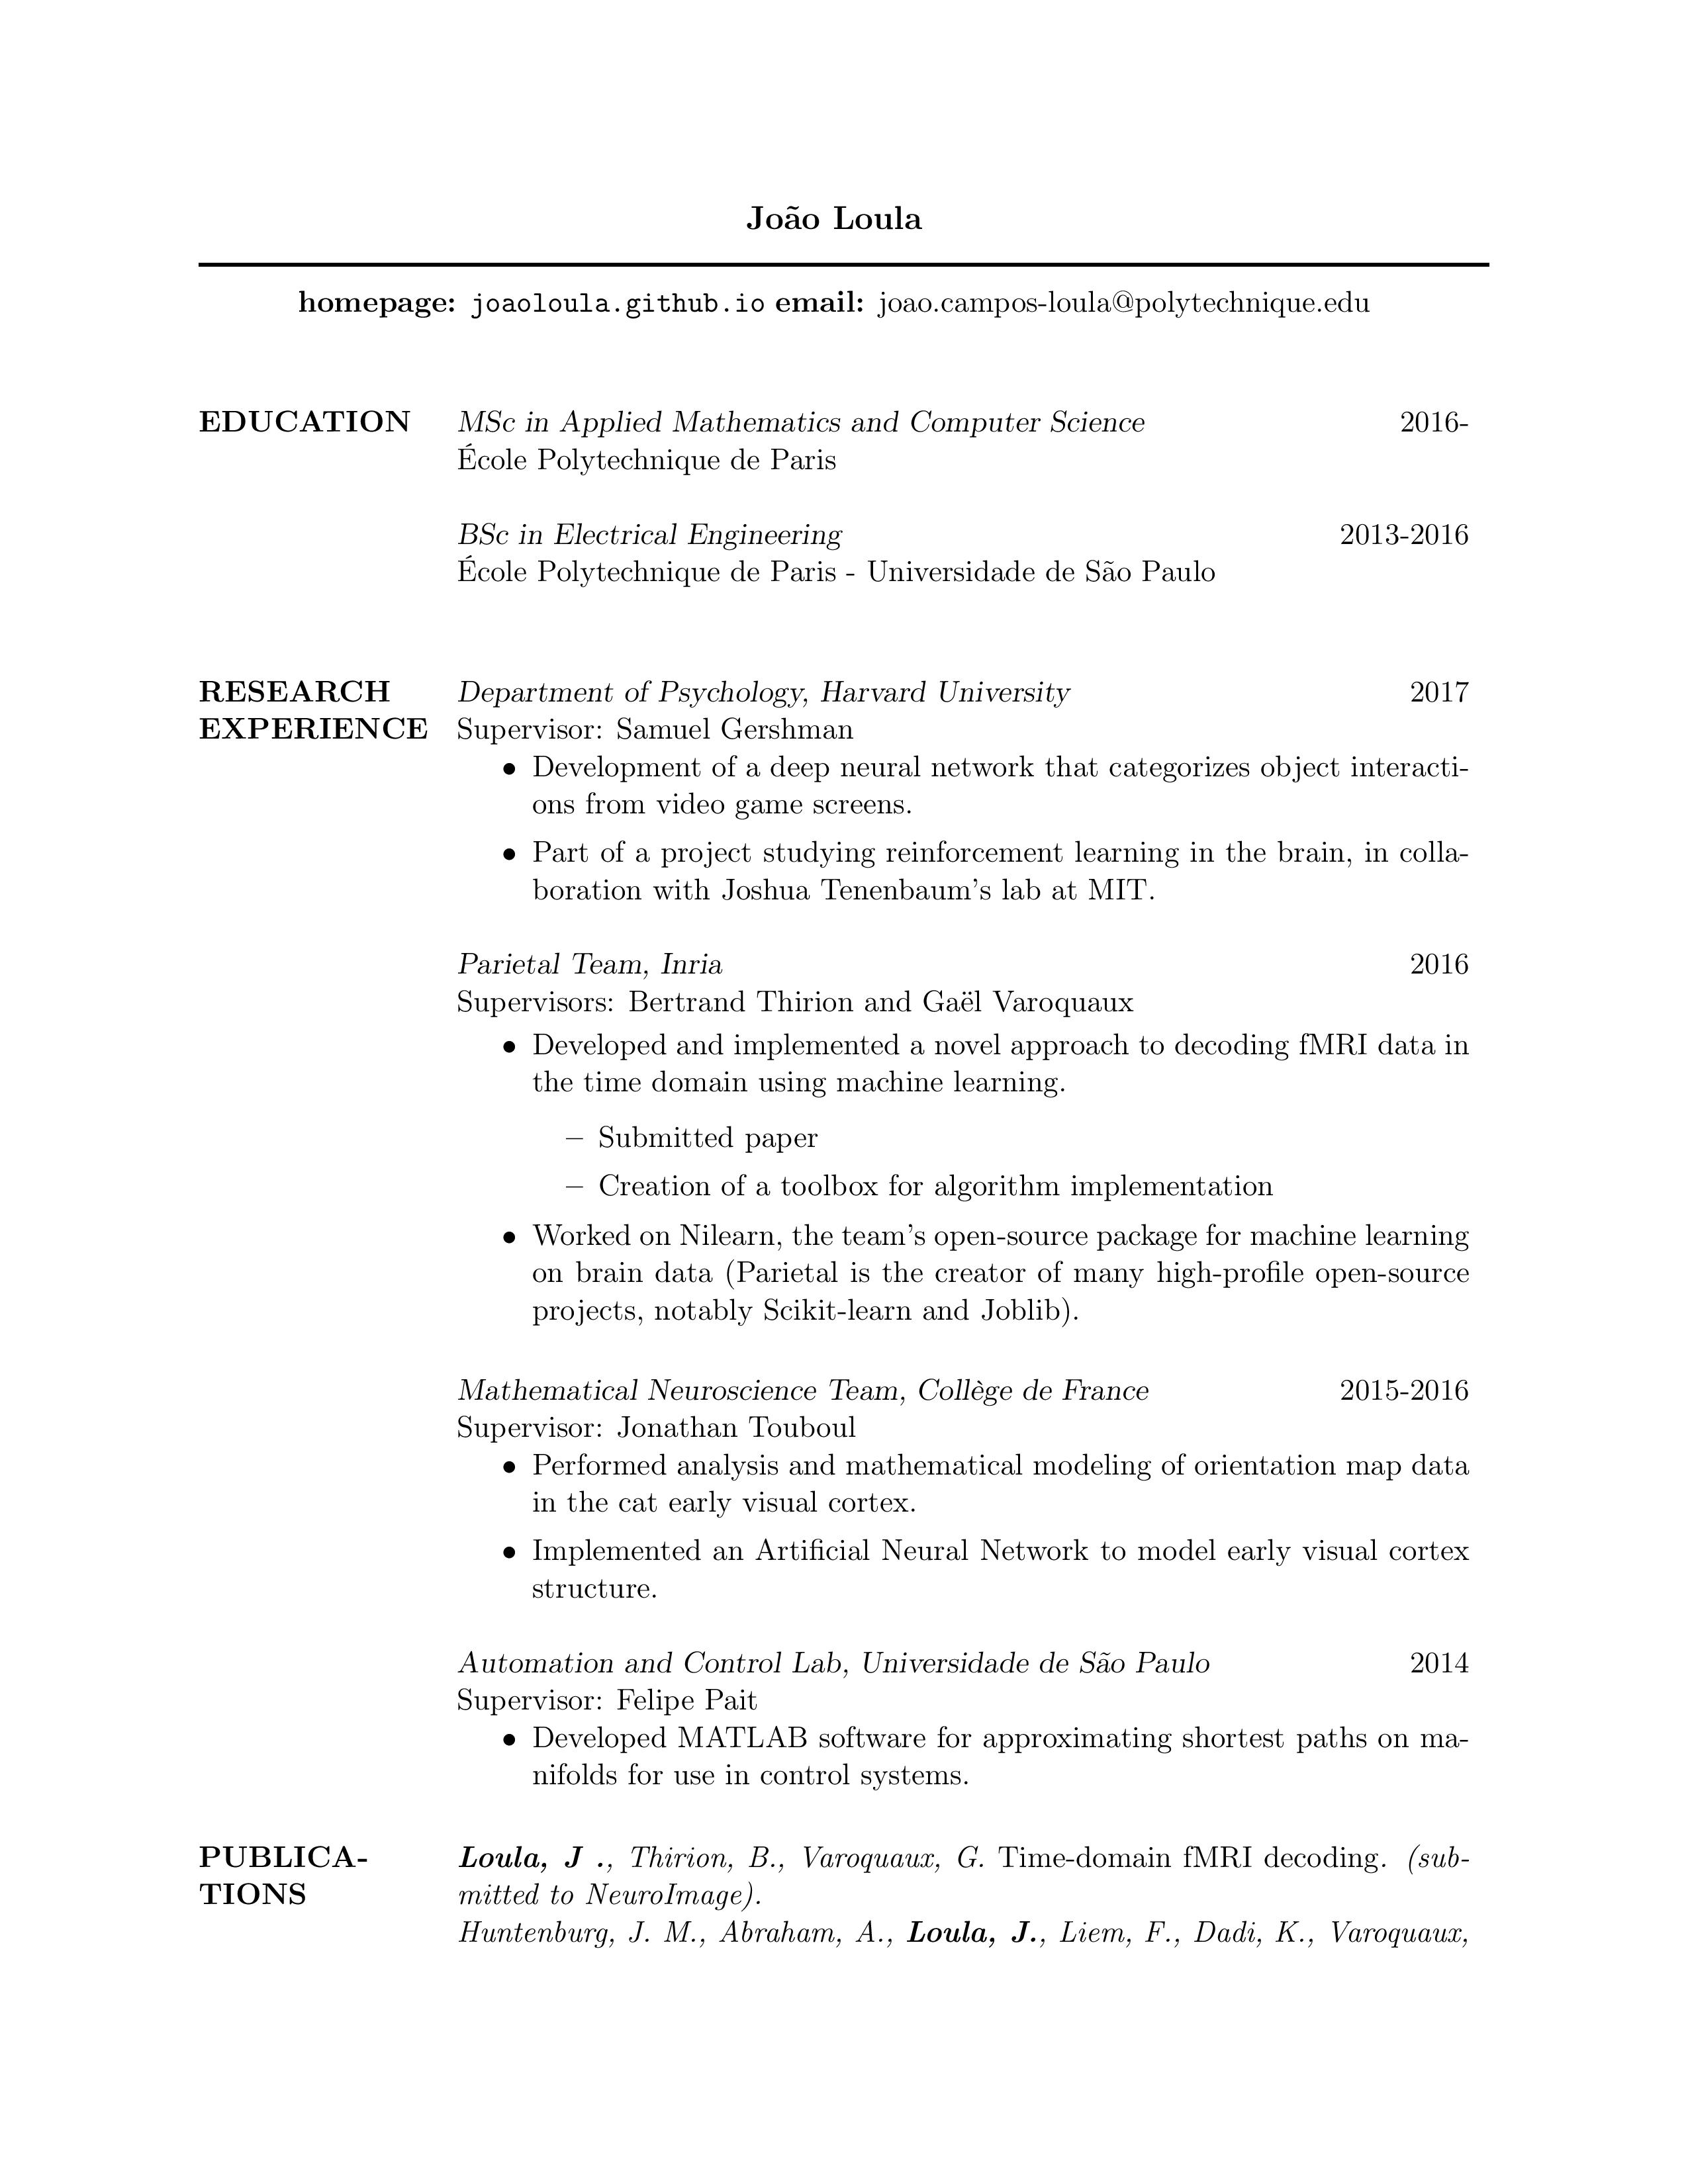 João Loula
homepage: joaoloula.github.io email: joao.campos-loula@polytechnique.edu
EDUCATION
MSc in Applied Mathematics and Computer Science 2016-
École Polytechnique de Paris
BSc in Electrical Engineering 2013-2016
École Polytechnique de Paris - Universidade de São Paulo
RESEARCH
EXPERIENCE
Department of Psychology, Harvard University 2017
Supervisor: Samuel Gershman
• Development of a deep neural network that categorizes object interacti-
ons from video game screens.
• Part of a project studying reinforcement learning in the brain, in colla-
boration with Joshua Tenenbaum's lab at MIT.
Parietal Team, Inria 2016
Supervisors: Bertrand Thirion and Gaël Varoquaux
• Developed and implemented a novel approach to decoding fMRI data in
the time domain using machine learning.
– Submitted paper
– Creation of a toolbox for algorithm implementation
• Worked on Nilearn, the team's open-source package for machine learning
on brain data (Parietal is the creator of many high-profile open-source
projects, notably Scikit-learn and Joblib).
Mathematical Neuroscience Team, Collège de France 2015-2016
Supervisor: Jonathan Touboul
• Performed analysis and mathematical modeling of orientation map data
in the cat early visual cortex.
• Implemented an Artificial Neural Network to model early visual cortex
structure.
Automation and Control Lab, Universidade de São Paulo 2014
Supervisor: Felipe Pait
• Developed MATLAB software for approximating shortest paths on ma-
nifolds for use in control systems.
PUBLICA-
TIONS
Loula, J ., Thirion, B., Varoquaux, G. Time-domain fMRI decoding. (sub-
mitted to NeuroImage).
Huntenburg, J. M., Abraham, A., Loula, J., Liem, F., Dadi, K., Varoquaux,